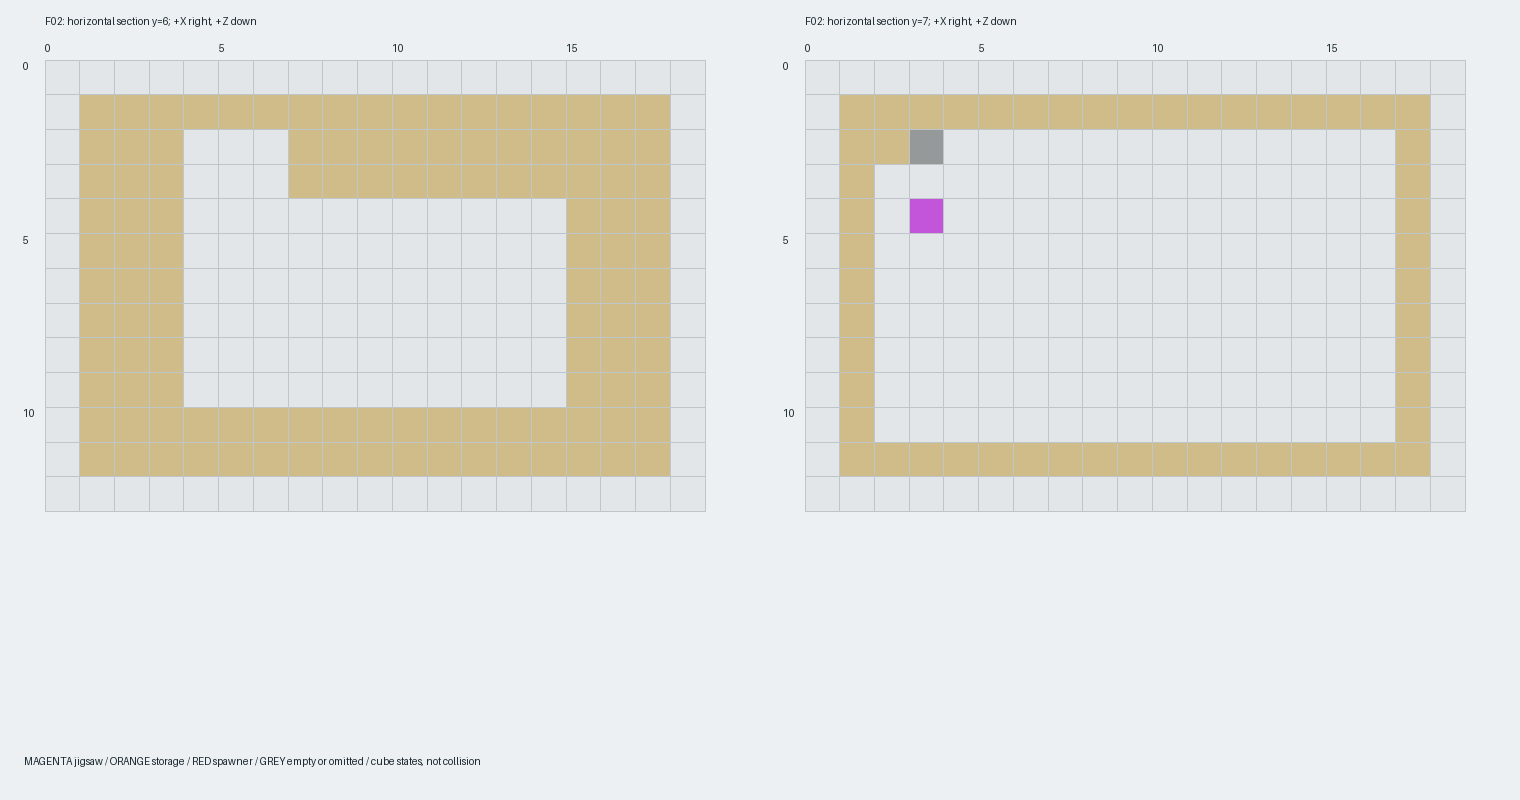 F02: horizontal section y=6; +X right, +Z down
0 5 10 15
0
5
10
F02: horizontal section y=7; +X right, +Z down
0 5 10 15
0
5
10
MAGENTA jigsaw / ORANGE storage / RED spawner / GREY empty or omitted / cube states, not collision